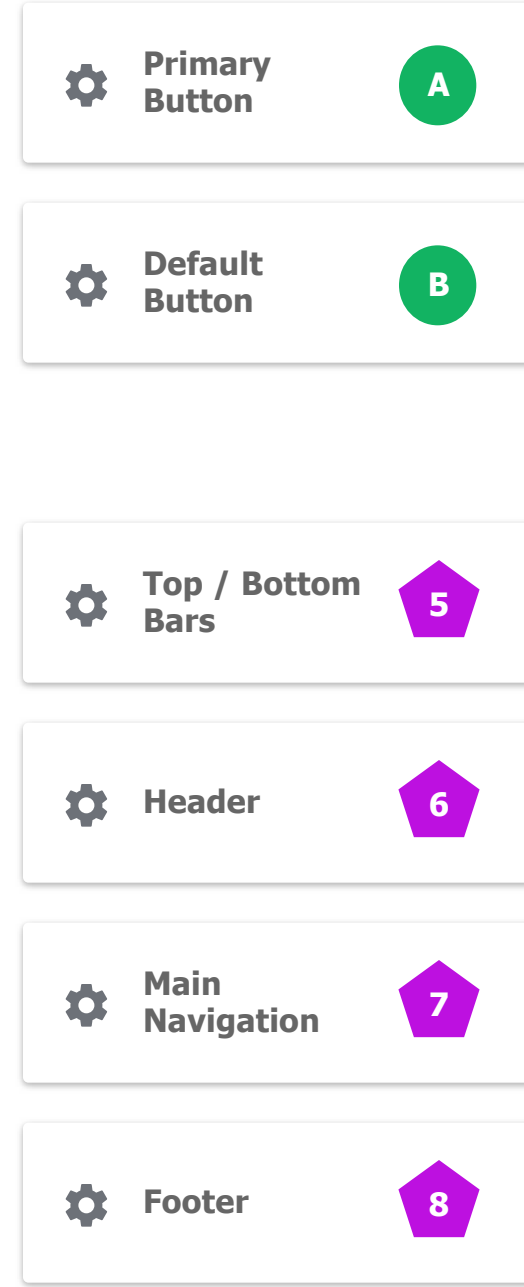 Primary
Button
A
Default
Button
B
Top / Bottom
Bars
5
Header
6
Main
Navigation
7
Footer
8